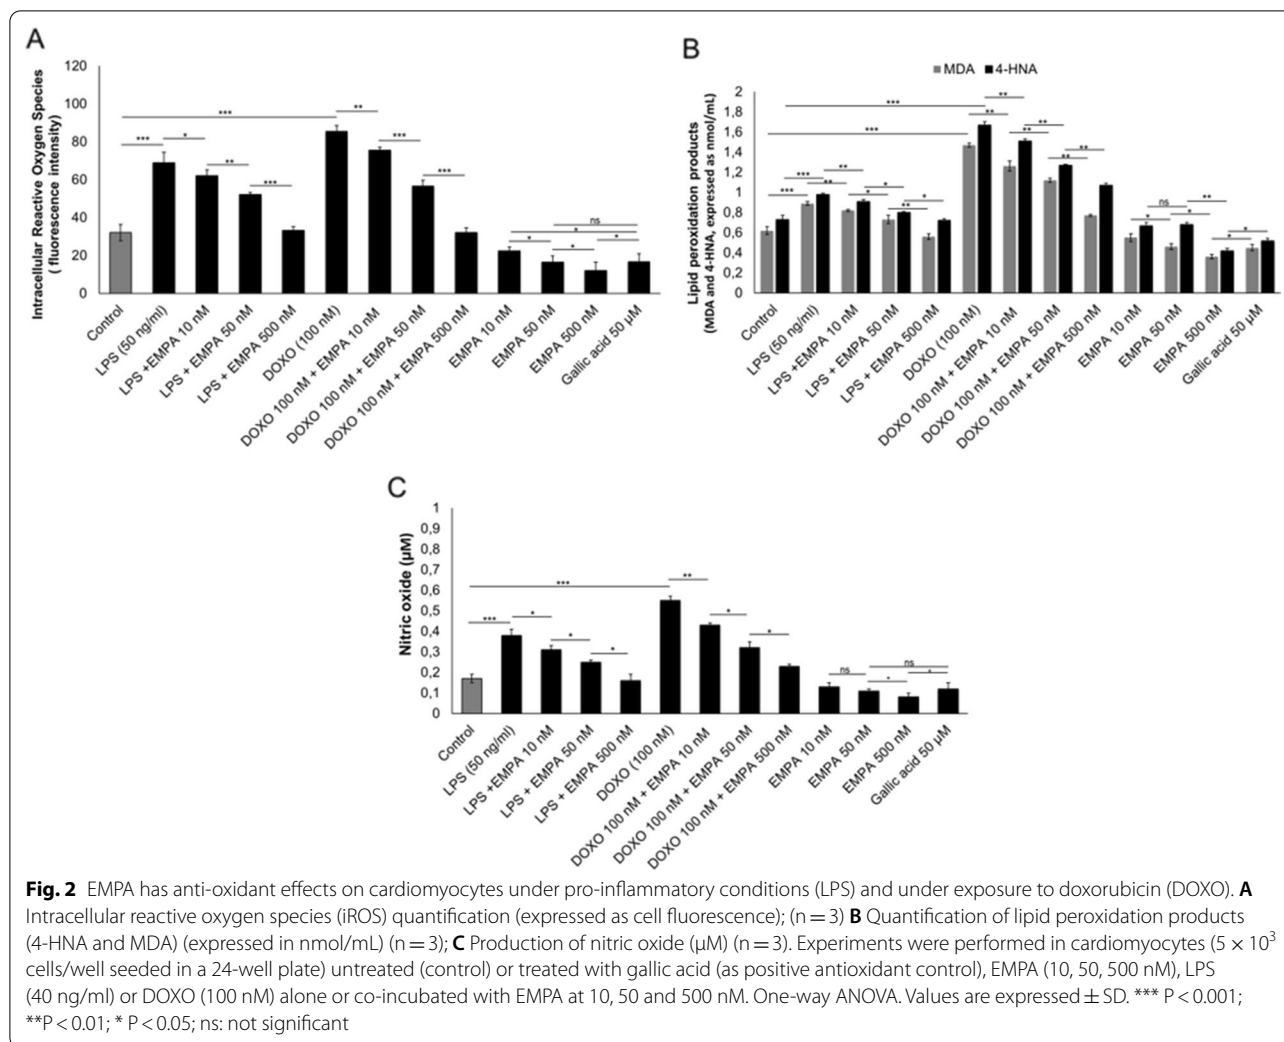 A
Intracellular Reactive Oxygen Species
( fluorescence intensity)
120
100
80
60
40
20
0
***
***
*
**
***
**
***
***
ns
*
*
*
*
Control
LPS (50 ng/ml)
LPS +EMPA 10 nM
LPS + EMPA 50 nM
LPS + EMPA 500 nM
DOXO (100 nM)
DOXO 100 nM + EMPA 10 nM
DOXO 100 nM + EMPA 50 nM
DOXO 100 nM + EMPA 500 nM
EMPA 10 nM
EMPA 50 nM
EMPA 500 nM
Gallic acid 50 µM
B
MDA 4-HNA
Lipid peroxidation products
(MDA and 4-HNA, expressed as nmol/mL)
2
1,8
1,6
1,4
1,2
1
0,8
0,6
0,4
0,2
0
***
***
***
***
**
**
*
*
**
*
**
**
**
**
**
**
*
ns
*
**
*
*
Control
LPS (50 ng/ml)
LPS +EMPA 10 nM
LPS + EMPA 50 nM
LPS + EMPA 500 nM
DOXO (100 nM)
DOXO 100 nM + EMPA 10 nM
DOXO 100 nM + EMPA 50 nM
DOXO 100 nM + EMPA 500 nM
EMPA 10 nM
EMPA 50 nM
EMPA 500 nM
Gallic acid 50 µM
C
Nitric oxide (µM)
1
0,9
0,8
0,7
0,6
0,5
0,4
0,3
0,2
0,1
0
***
***
*
*
*
**
*
*
ns
ns
*
*
Control
LPS (50 ng/ml)
LPS +EMPA 10 nM
LPS + EMPA 50 nM
LPS + EMPA 500 nM
DOXO (100 nM)
DOXO 100 nM + EMPA 10 nM
DOXO 100 nM + EMPA 50 nM
DOXO 100 nM + EMPA 500 nM
EMPA 10 nM
EMPA 50 nM
EMPA 500 nM
Gallic acid 50 µM
Fig. 2 EMPA has anti-oxidant effects on cardiomyocytes under pro-inflammatory conditions (LPS) and under exposure to doxorubicin (DOXO). A
Intracellular reactive oxygen species (iROS) quantification (expressed as cell fluorescence); (n = 3) B Quantification of lipid peroxidation products
(4-HNA and MDA) (expressed in nmol/mL) (n = 3); C Production of nitric oxide (µM) (n = 3). Experiments were performed in cardiomyocytes (5 × 10³
cells/well seeded in a 24-well plate) untreated (control) or treated with gallic acid (as positive antioxidant control), EMPA (10, 50, 500 nM), LPS
(40 ng/ml) or DOXO (100 nM) alone or co-incubated with EMPA at 10, 50 and 500 nM. One-way ANOVA. Values are expressed ± SD. *** P < 0.001;
**P < 0.01; * P < 0.05; ns: not significant